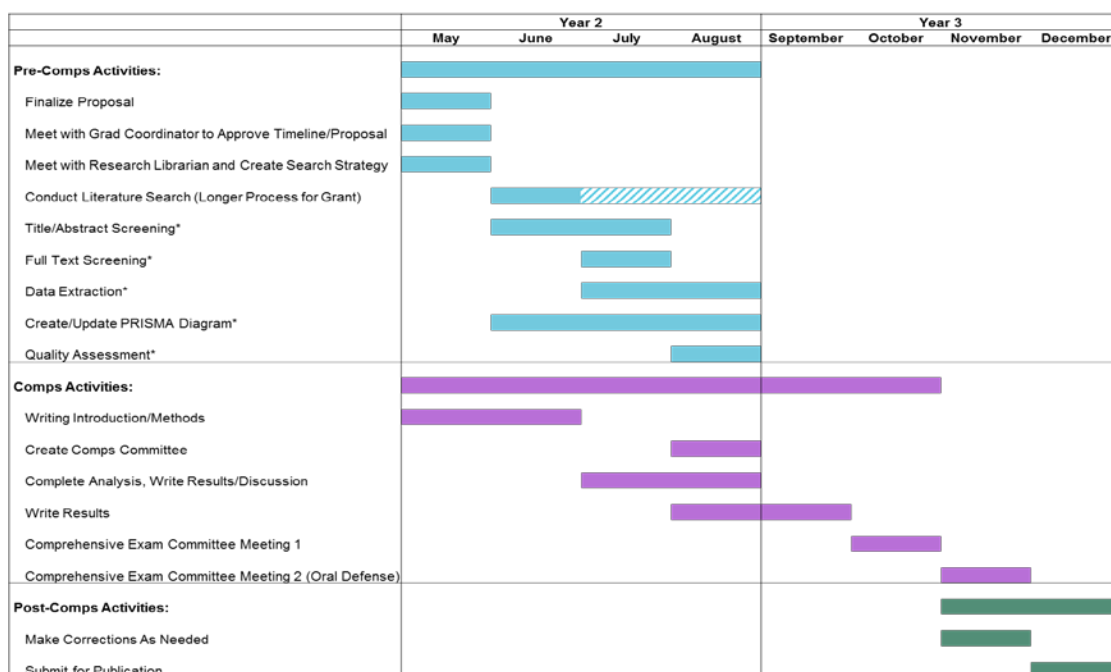 Year 2 Year 3
May June July August September October November December
Pre-Comps Activities:
Finalize Proposal
Meet with Grad Coordinator to Approve Timeline/Proposal
Meet with Research Librarian and Create Search Strategy
Conduct Literature Search (Longer Process for Grant)
Title/Abstract Screening*
Full Text Screening*
Data Extraction*
Create/Update PRISMA Diagram*
Quality Assessment*
Comps Activities:
Writing Introduction/Methods
Create Comps Committee
Complete Analysis, Write Results/Discussion
Write Results
Comprehensive Exam Committee Meeting 1
Comprehensive Exam Committee Meeting 2 (Oral Defense)
Post-Comps Activities:
Make Corrections As Needed
Submit for Publication